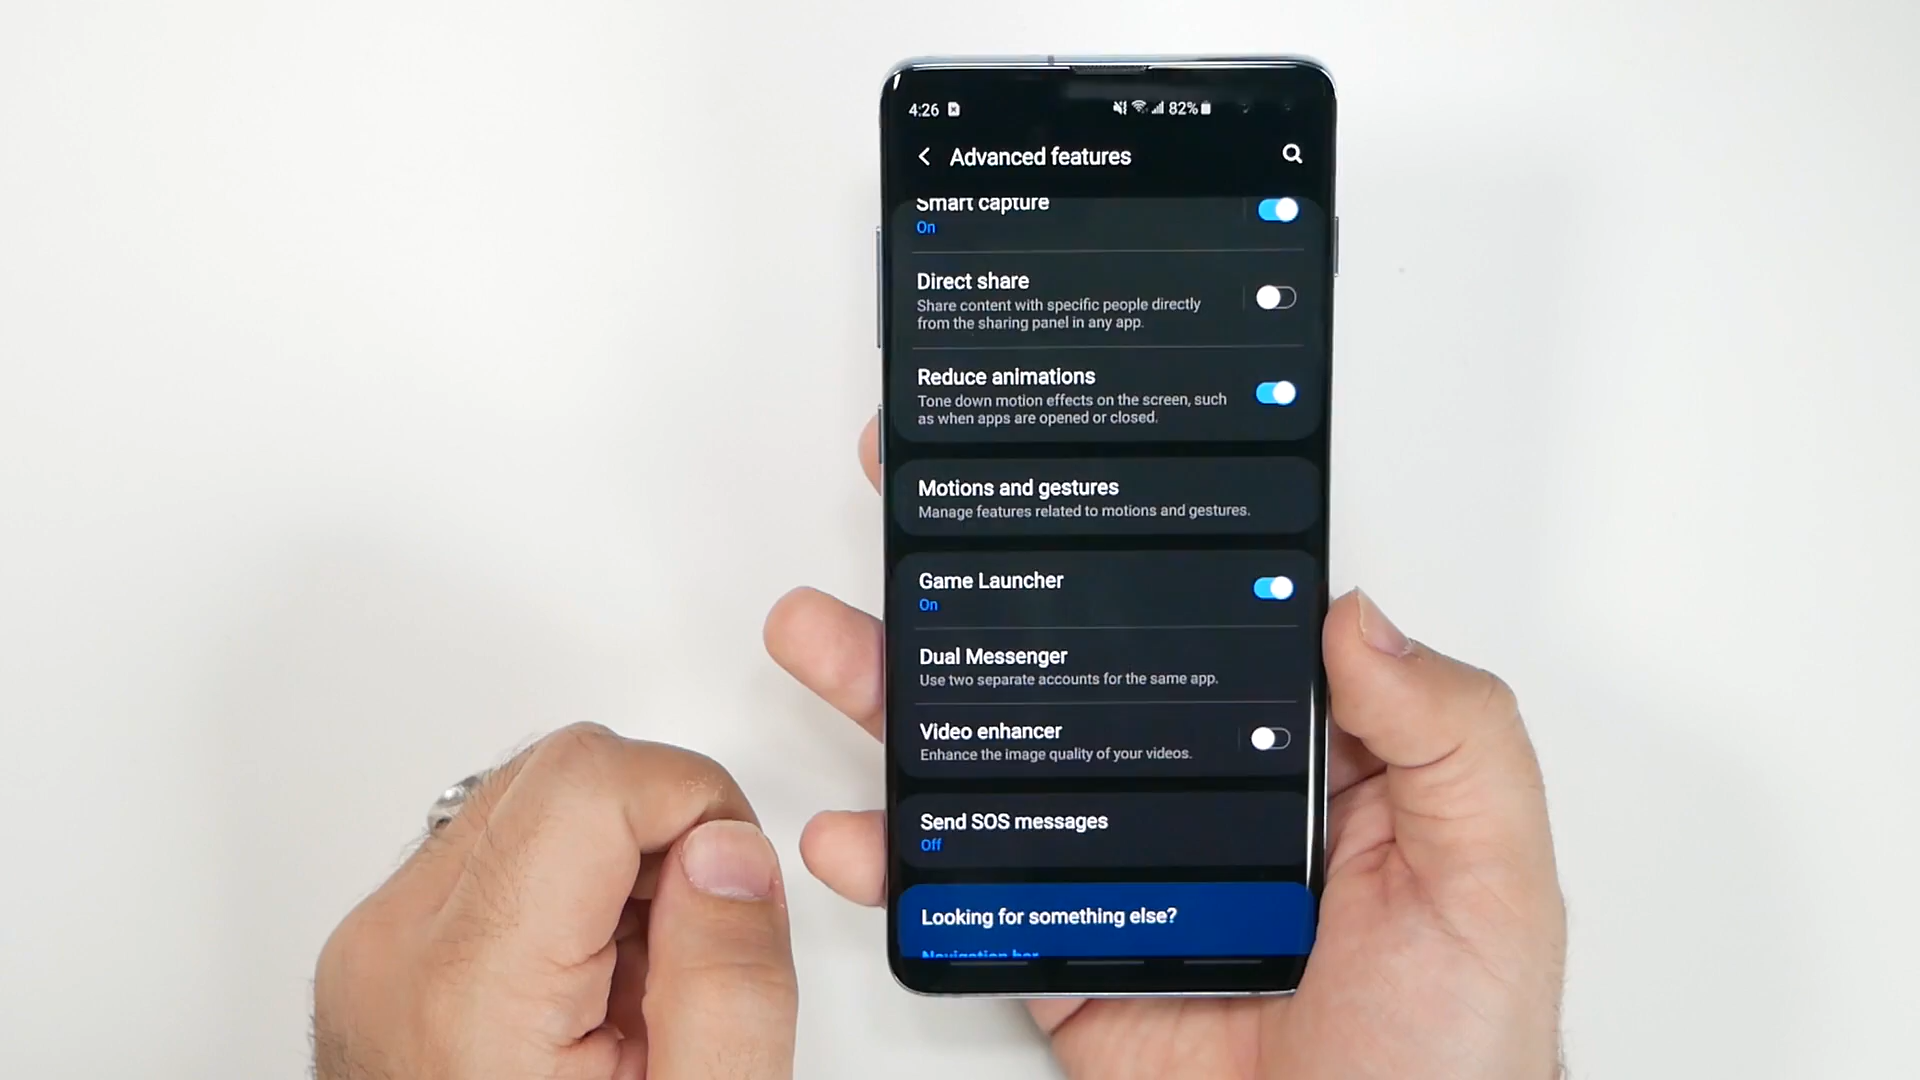 4:26 82%
Advanced features
Smart capture
On
Direct share
Share content with specific people directly
from the sharing panel in any app.
Reduce animations
Tone down motion effects on the screen, such
as when apps are opened or closed.
Motions and gestures
Manage features related to motions and gestures.
Game Launcher
On
Dual Messenger
Use two separate accounts for the same app.
Video enhancer
Enhance the image quality of your videos.
Send SOS messages
Off
Looking for something else?
Navigation bar